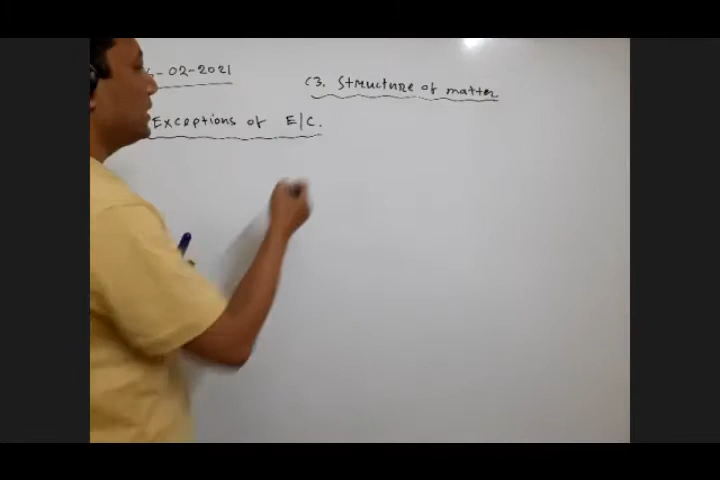 -02-2021
C3. Structure of matter
Exceptions of E/C.